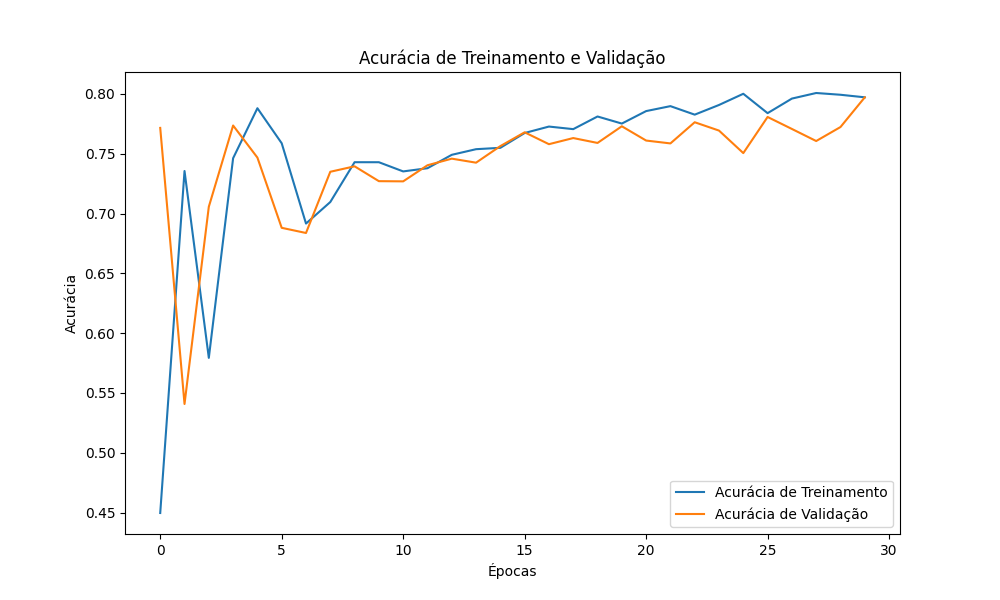 Acurácia de Treinamento e Validação
Acurácia
0.80
0.75
0.70
0.65
0.60
0.55
0.50
0.45
0 5 10 15 20 25 30
Épocas
Acurácia de Treinamento
Acurácia de Validação